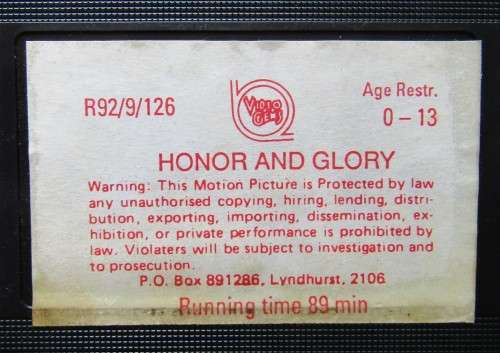 R92/9/126
VIDEO
GEMS
Age Restr.
0 – 13
HONOR AND GLORY
Warning: This Motion Picture is Protected by law
any unauthorised copying, hiring, lending, distri-
bution, exporting, importing, dissemination, ex-
hibition, or private performance is prohibited by
law. Violaters will be subject to investigation and
to prosecution.
P.O. Box 891286, Lyndhurst, 2106
Running time 89 min